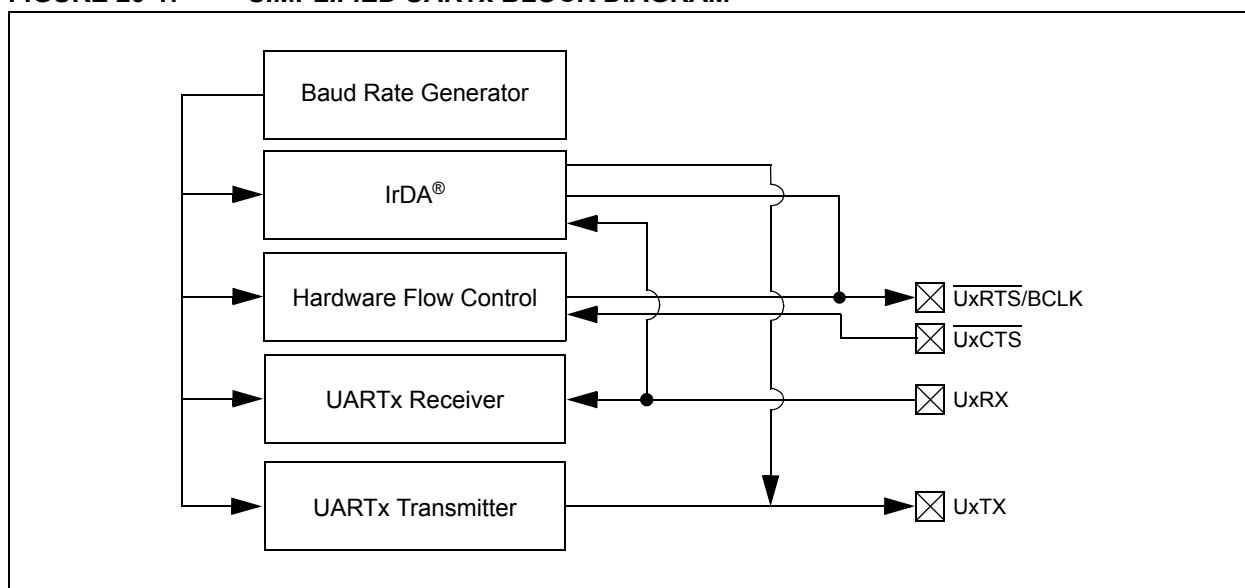 Baud Rate Generator
IrDA®
Hardware Flow Control
UxRTS/BCLK
UxCTS
UARTx Receiver
UxRX
UARTx Transmitter
UxTX